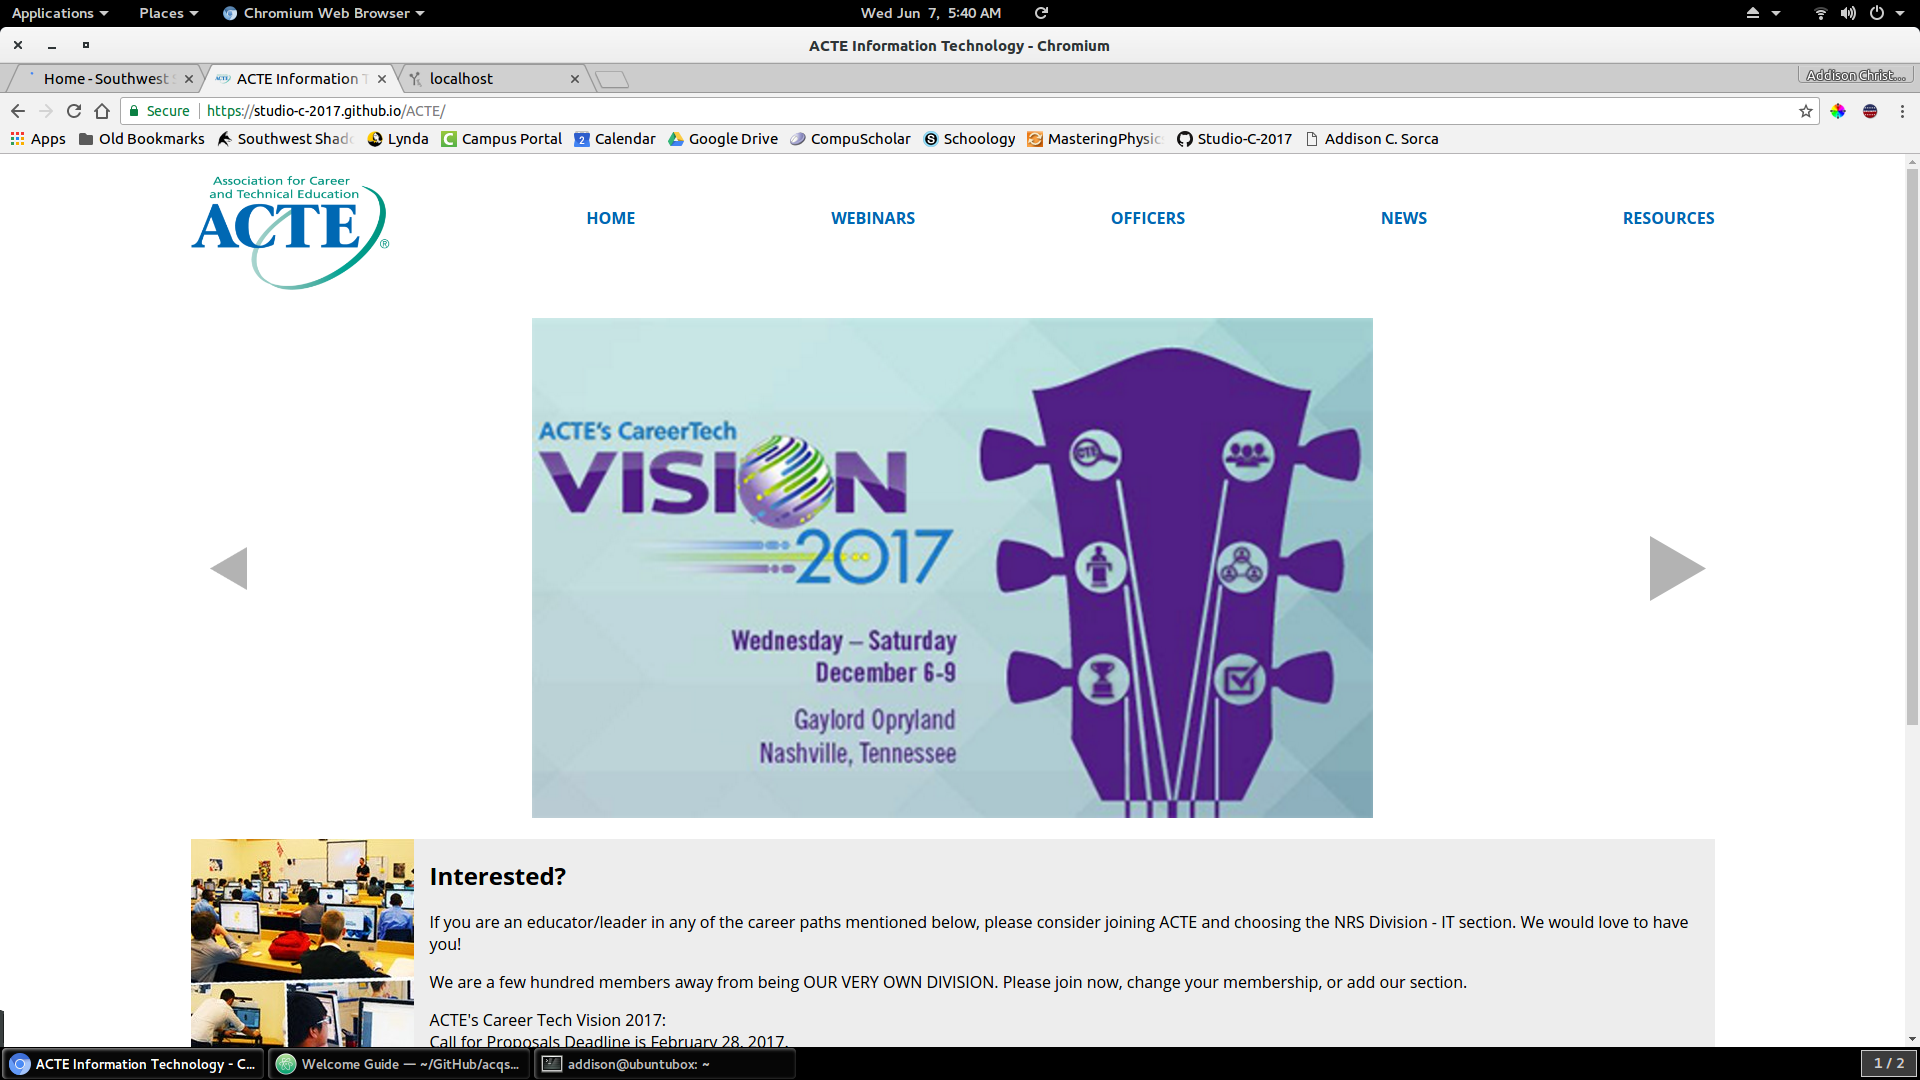 Applications
Places
Chromium Web Browser
Wed Jun 7, 5:40 AM
ACTE Information Technology - Chromium
Home - Southwest
ACTE Information T
localhost
Addison Christ...
Secure
https://studio-c-2017.github.io/ACTE/
Apps
Old Bookmarks
Southwest Shado
Lynda
Campus Portal
2
Calendar
Google Drive
CompuScholar
S
Schoology
MasteringPhysic
Studio-C-2017
Addison C. Sorca
Association for Career
and Technical Education
ACTE®
HOME
WEBINARS
OFFICERS
NEWS
RESOURCES
ACTE's CareerTech
VISION
2017
CTE
Wednesday – Saturday
December 6-9
Gaylord Opryland
Nashville, Tennessee
Interested?
If you are an educator/leader in any of the career paths mentioned below, please consider joining ACTE and choosing the NRS Division - IT section. We would love to have
you!
We are a few hundred members away from being OUR VERY OWN DIVISION. Please join now, change your membership, or add our section.
ACTE's Career Tech Vision 2017:
Call for Proposals Deadline is February 28, 2017.
ACTE Information Technology - C...
Welcome Guide — ~/GitHub/acqs...
addison@ubuntubox: ~
1 / 2